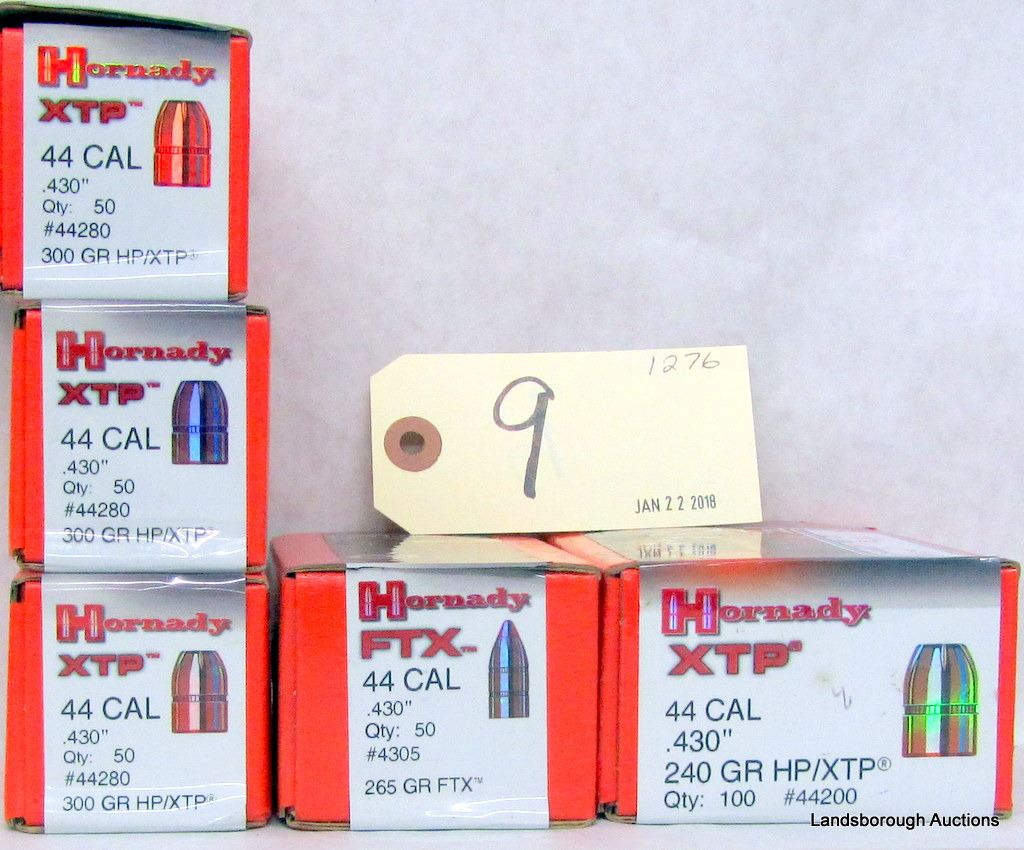 Hornady
XTP™
44 CAL
.430"
Qty: 50
#44280
300 GR HP/XTP®
Hornady
XTP™
44 CAL
.430"
Qty: 50
#44280
300 GR HP/XTP®
Hornady
XTP™
44 CAL
.430"
Qty: 50
#44280
300 GR HP/XTP®
1276
9
JAN 22 2018
Hornady
FTX™
44 CAL
.430"
Qty: 50
#4305
265 GR FTX™
Hornady
XTP®
44 CAL
.430"
240 GR HP/XTP®
Qty: 100 #44200
Landsborough Auctions